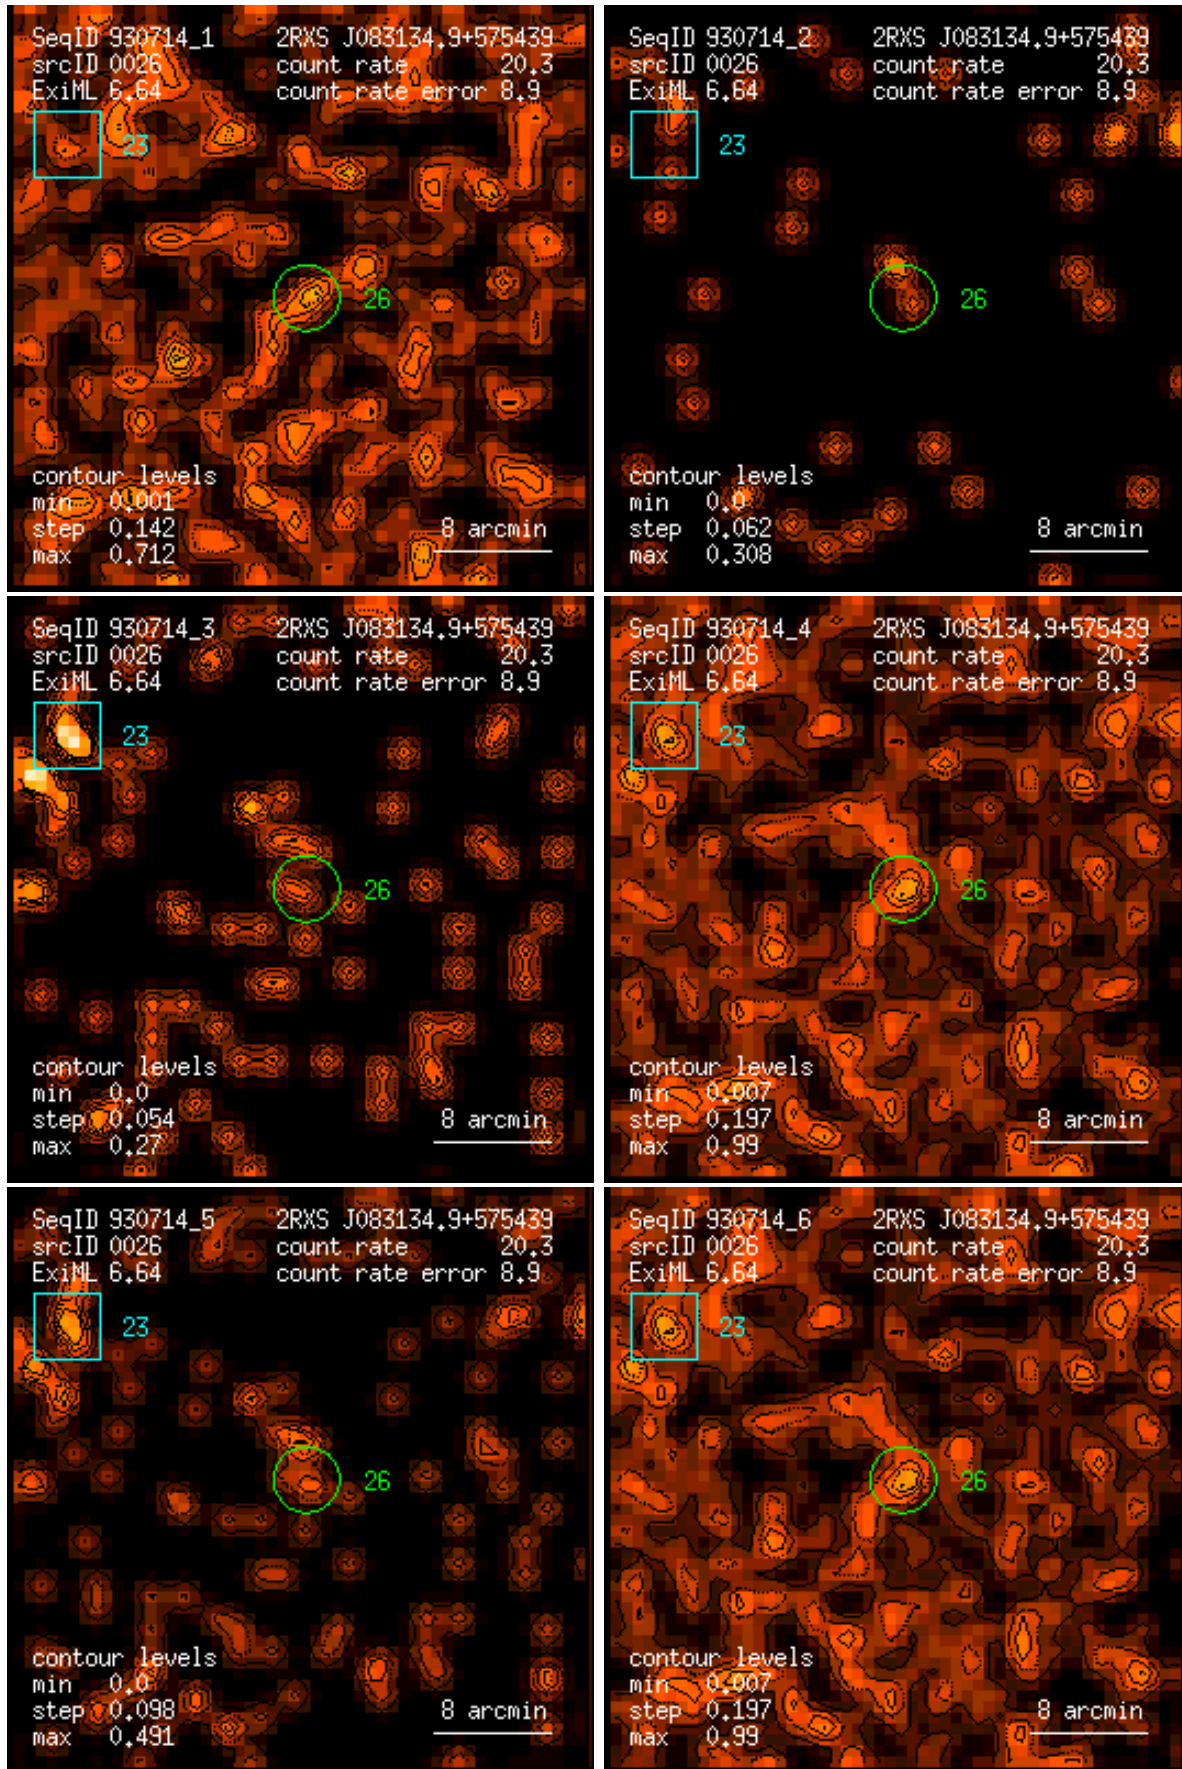 SeqID 930714_1 2RXS J083134.9+575439
srcID 0026 count rate 20.3
ExiML 6.64 count rate error 8.9
23
26
contour levels
min 0.001
step 0.142 8 arcmin
max 0.712
SeqID 930714_2 2RXS J083134.9+575439
srcID 0026 count rate 20.3
ExiML 6.64 count rate error 8.9
23
26
contour levels
min 0.0
step 0.062 8 arcmin
max 0.308
SeqID 930714_3 2RXS J083134.9+575439
srcID 0026 count rate 20.3
ExiML 6.64 count rate error 8.9
23
26
contour levels
min 0.0
step 0.054 8 arcmin
max 0.27
SeqID 930714_4 2RXS J083134.9+575439
srcID 0026 count rate 20.3
ExiML 6.64 count rate error 8.9
23
26
contour levels
min 0.007
step 0.197 8 arcmin
max 0.99
SeqID 930714_5 2RXS J083134.9+575439
srcID 0026 count rate 20.3
ExiML 6.64 count rate error 8.9
23
26
contour levels
min 0.0
step 0.098 8 arcmin
max 0.491
SeqID 930714_6 2RXS J083134.9+575439
srcID 0026 count rate 20.3
ExiML 6.64 count rate error 8.9
23
26
contour levels
min 0.007
step 0.197 8 arcmin
max 0.99